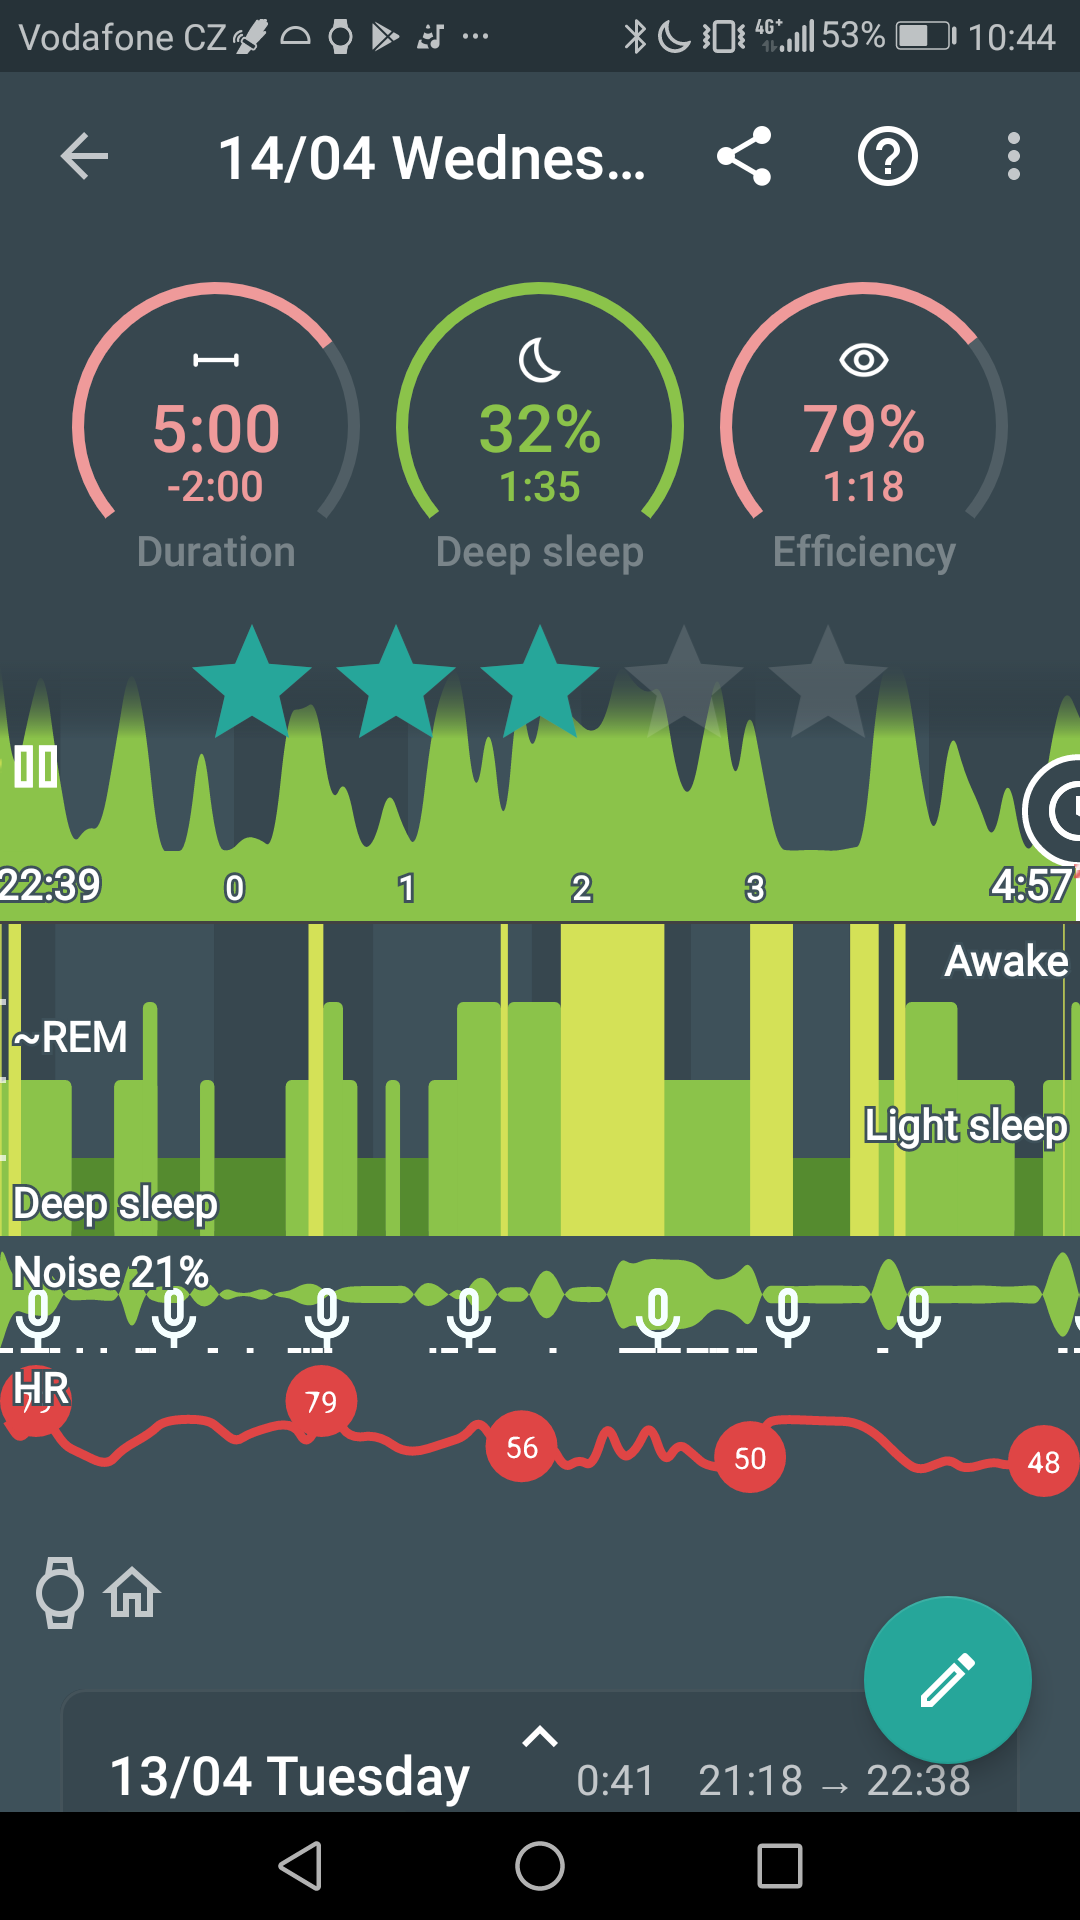 Vodafone CZ 4G+ 53% 10:44
14/04 Wednes...
5:00 32% 79%
-2:00 1:35 1:18
Duration Deep sleep Efficiency
22:39 0 1 2 3 4:57
Awake
~REM
Light sleep
Deep sleep
Noise 21%
HR
79 56 50 48
13/04 Tuesday 0:41 21:18 → 22:38